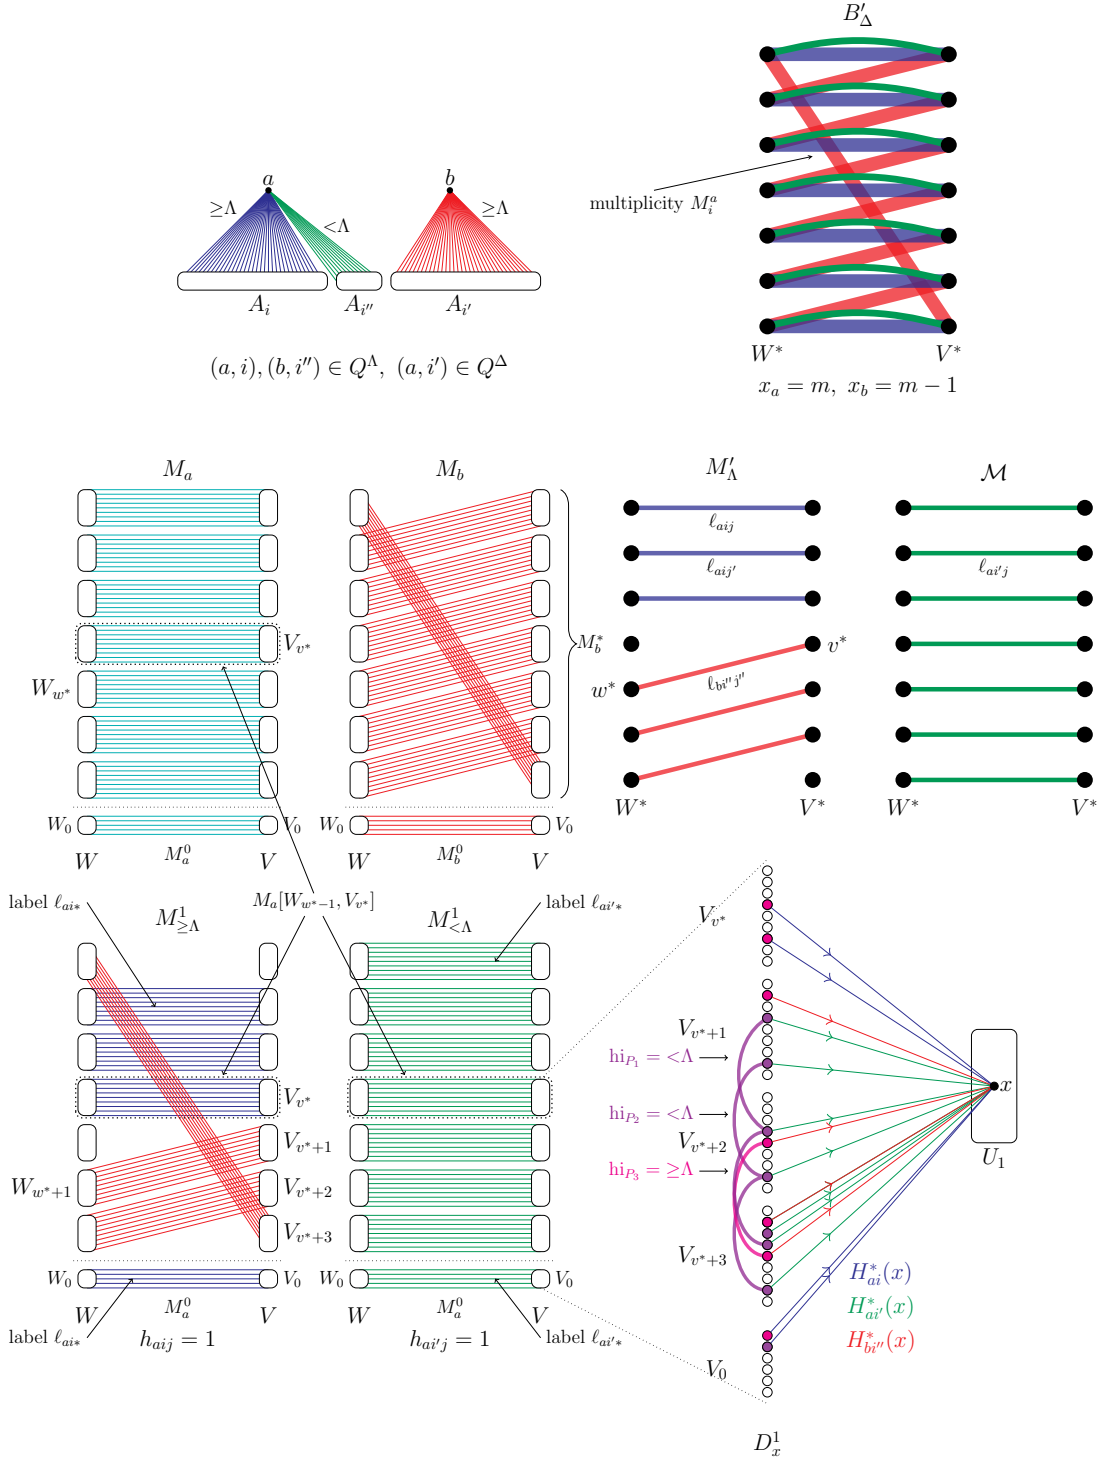 B′_Δ
a
b
≥Λ
<Λ
≥Λ
multiplicity M_i^a
A_i
A_{i″}
A_{i′}
W*
V*
(a, i), (b, i″) ∈ Q^Λ, (a, i′) ∈ Q^Δ
x_a = m, x_b = m − 1
M_a
M_b
M′_Λ
ℳ
ℓ_{aij}
ℓ_{aij′}
ℓ_{ai′j}
V_{v*}
M_b^*
v*
W_{w*}
w*
ℓ_{bi″j″}
W*
V*
W*
V*
W_0
V_0
W_0
V_0
W
M_a^0
V
W
M_b^0
V
label ℓ_{ai*}
M^1_{≥Λ}
M_a[W_{w*−1}, V_{v*}]
M^1_{<Λ}
label ℓ_{ai′*}
V_{v*}
V_{v*+1}
hi_{P_1} = <Λ
V_{v*}
x
hi_{P_2} = <Λ
V_{v*+1}
V_{v*+2}
U_1
hi_{P_3} = ≥Λ
W_{w*+1}
V_{v*+2}
V_{v*+3}
V_{v*+3}
H^*_{ai}(x)
W_0
V_0
W_0
V_0
H^*_{ai′}(x)
W
M_a^0
V
W
M_a^0
V
label ℓ_{ai*}
h_{aij} = 1
h_{ai′j} = 1
label ℓ_{ai′*}
H^*_{bi″}(x)
V_0
D^1_x